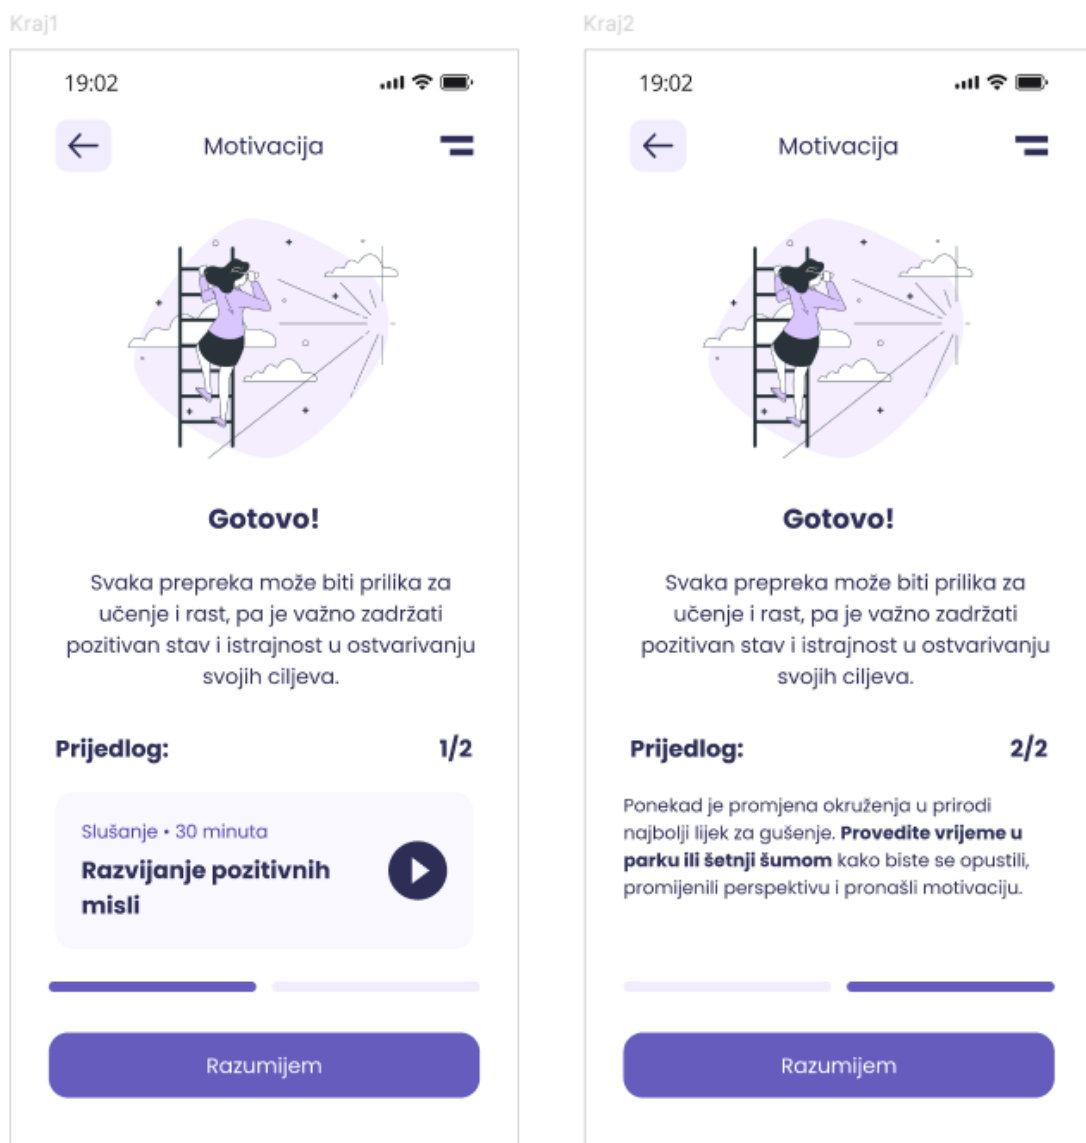 Kraj1
19:02
Motivacija
Gotovo!
Svaka prepreka može biti prilika za
učenje i rast, pa je važno zadržati
pozitivan stav i istrajnost u ostvarivanju
svojih ciljeva.
Prijedlog: 1/2
Slušanje • 30 minuta
Razvijanje pozitivnih
misli
Razumijem
Kraj2
19:02
Motivacija
Gotovo!
Svaka prepreka može biti prilika za
učenje i rast, pa je važno zadržati
pozitivan stav i istrajnost u ostvarivanju
svojih ciljeva.
Prijedlog: 2/2
Ponekad je promjena okruženja u prirodi
najbolji lijek za gušenje. Provedite vrijeme u
parku ili šetnji šumom kako biste se opustili,
promijenili perspektivu i pronašli motivaciju.
Razumijem